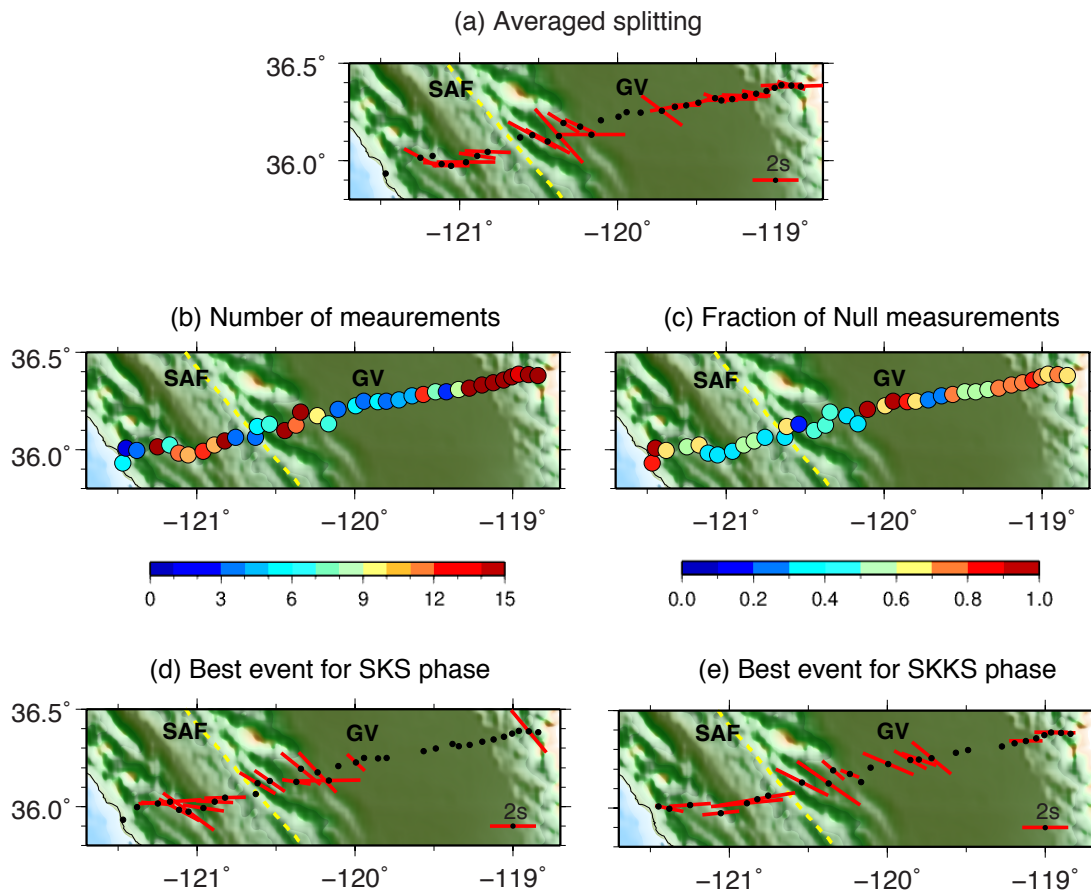 (a) Averaged splitting
36.5°
36.0°
SAF
GV
2s
−121°
−120°
−119°
(b) Number of meaurements
36.5°
36.0°
SAF
GV
−121°
−120°
−119°
0
3
6
9
12
15
(c) Fraction of Null measurements
SAF
GV
−121°
−120°
−119°
0.0
0.2
0.4
0.6
0.8
1.0
(d) Best event for SKS phase
36.5°
36.0°
SAF
GV
2s
−121°
−120°
−119°
(e) Best event for SKKS phase
SAF
GV
2s
−121°
−120°
−119°